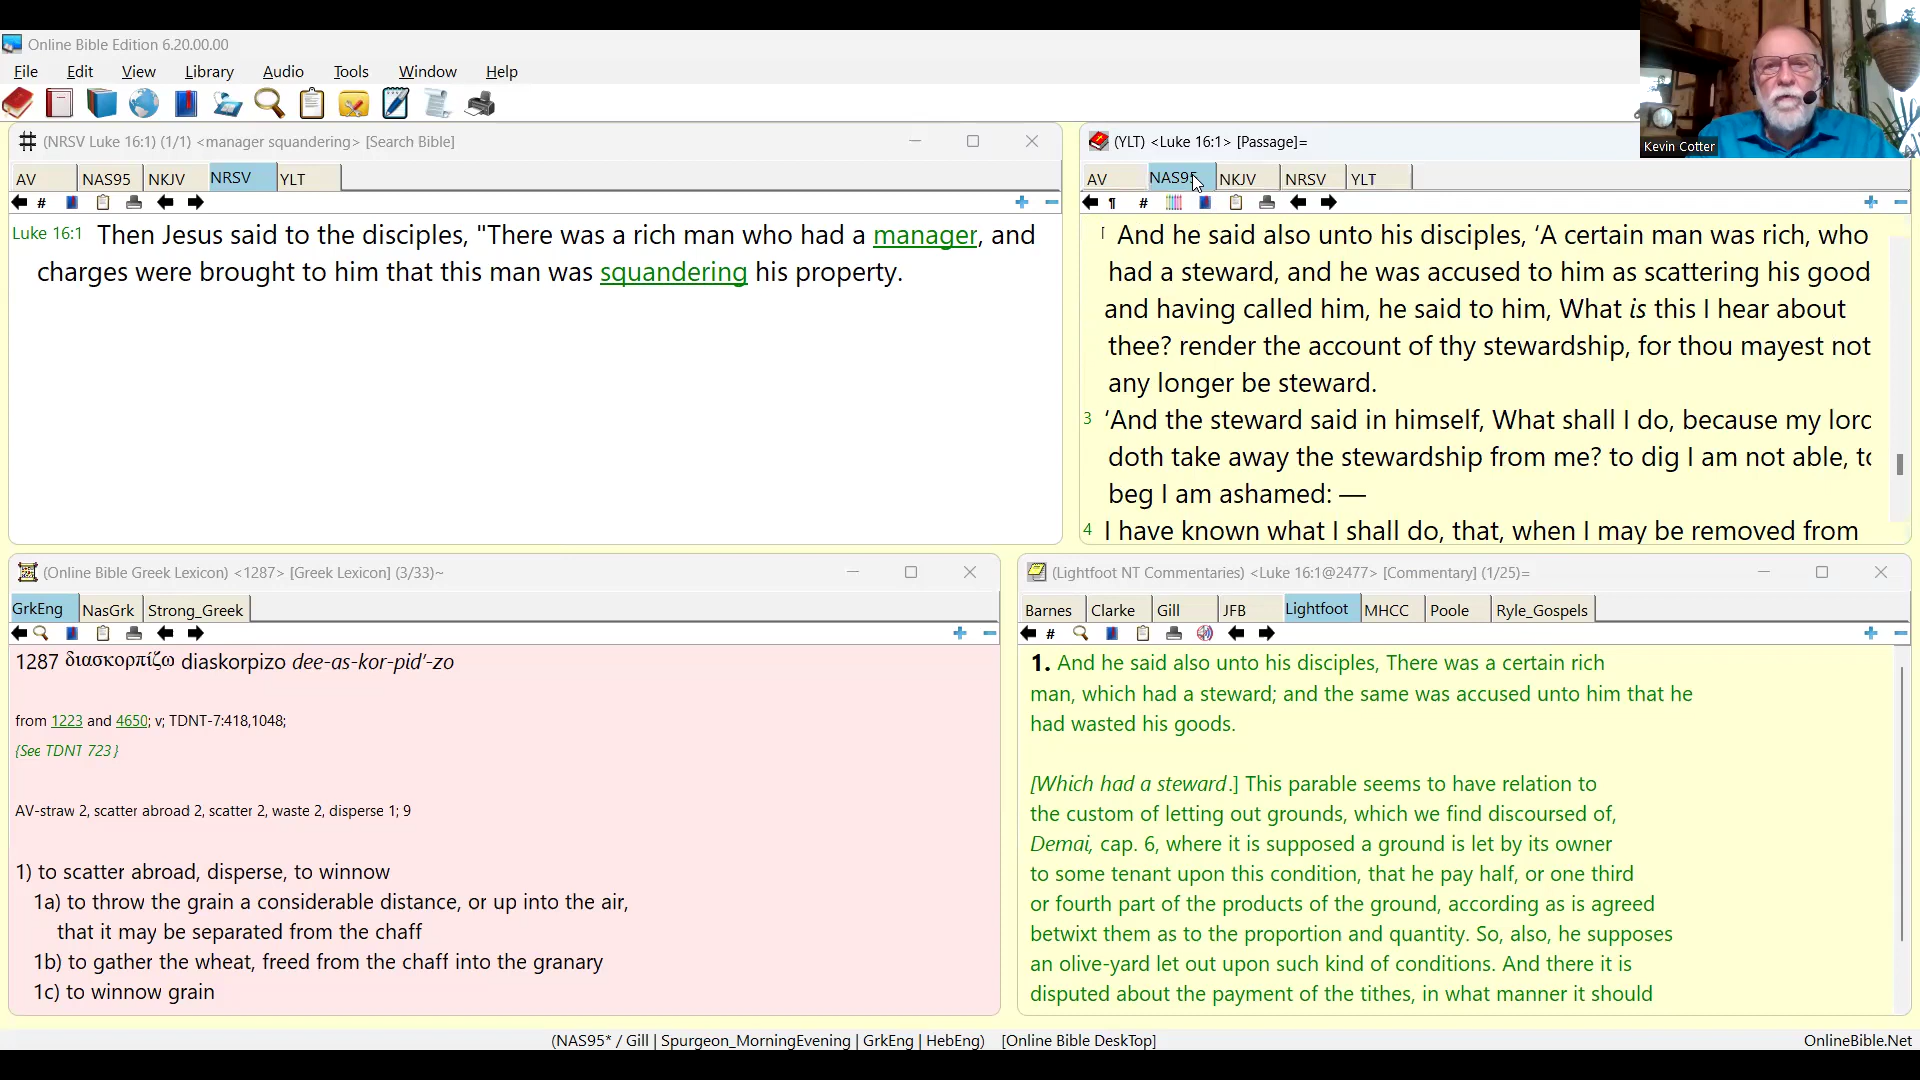 Online Bible Edition 6.20.00.00
File Edit View Library Audio Tools Window Help
Kevin Cotter
(NRSV Luke 16:1) (1/1) <manager squandering> [Search Bible]
AV NAS95 NKJV NRSV YLT
#
Luke 16:1 Then Jesus said to the disciples, "There was a rich man who had a manager, and
charges were brought to him that this man was squandering his property.
(YLT) <Luke 16:1> [Passage]=
AV NAS95 NKJV NRSV YLT
¶ #
And he said also unto his disciples, ‘A certain man was rich, who
had a steward, and he was accused to him as scattering his good
and having called him, he said to him, What is this I hear about
thee? render the account of thy stewardship, for thou mayest not
any longer be steward.
3 ‘And the steward said in himself, What shall I do, because my lord
doth take away the stewardship from me? to dig I am not able, to
beg I am ashamed: —
4 I have known what I shall do, that, when I may be removed from
(Online Bible Greek Lexicon) <1287> [Greek Lexicon] (3/33)~
GrkEng NasGrk Strong_Greek
1287 διασκορπίζω diaskorpizo dee-as-kor-pid’-zo
from 1223 and 4650; v; TDNT-7:418,1048;
{See TDNT 723}
AV-straw 2, scatter abroad 2, scatter 2, waste 2, disperse 1; 9
1) to scatter abroad, disperse, to winnow
1a) to throw the grain a considerable distance, or up into the air,
that it may be separated from the chaff
1b) to gather the wheat, freed from the chaff into the granary
1c) to winnow grain
(Lightfoot NT Commentaries) <Luke 16:1@2477> [Commentary] (1/25)=
Barnes Clarke Gill JFB Lightfoot MHCC Poole Ryle_Gospels
#
1. And he said also unto his disciples, There was a certain rich
man, which had a steward; and the same was accused unto him that he
had wasted his goods.
[Which had a steward.] This parable seems to have relation to
the custom of letting out grounds, which we find discoursed of,
Demai, cap. 6, where it is supposed a ground is let by its owner
to some tenant upon this condition, that he pay half, or one third
or fourth part of the products of the ground, according as is agreed
betwixt them as to the proportion and quantity. So, also, he supposes
an olive-yard let out upon such kind of conditions. And there it is
disputed about the payment of the tithes, in what manner it should
(NAS95* / Gill | Spurgeon_MorningEvening | GrkEng | HebEng) [Online Bible DeskTop]
OnlineBible.Net